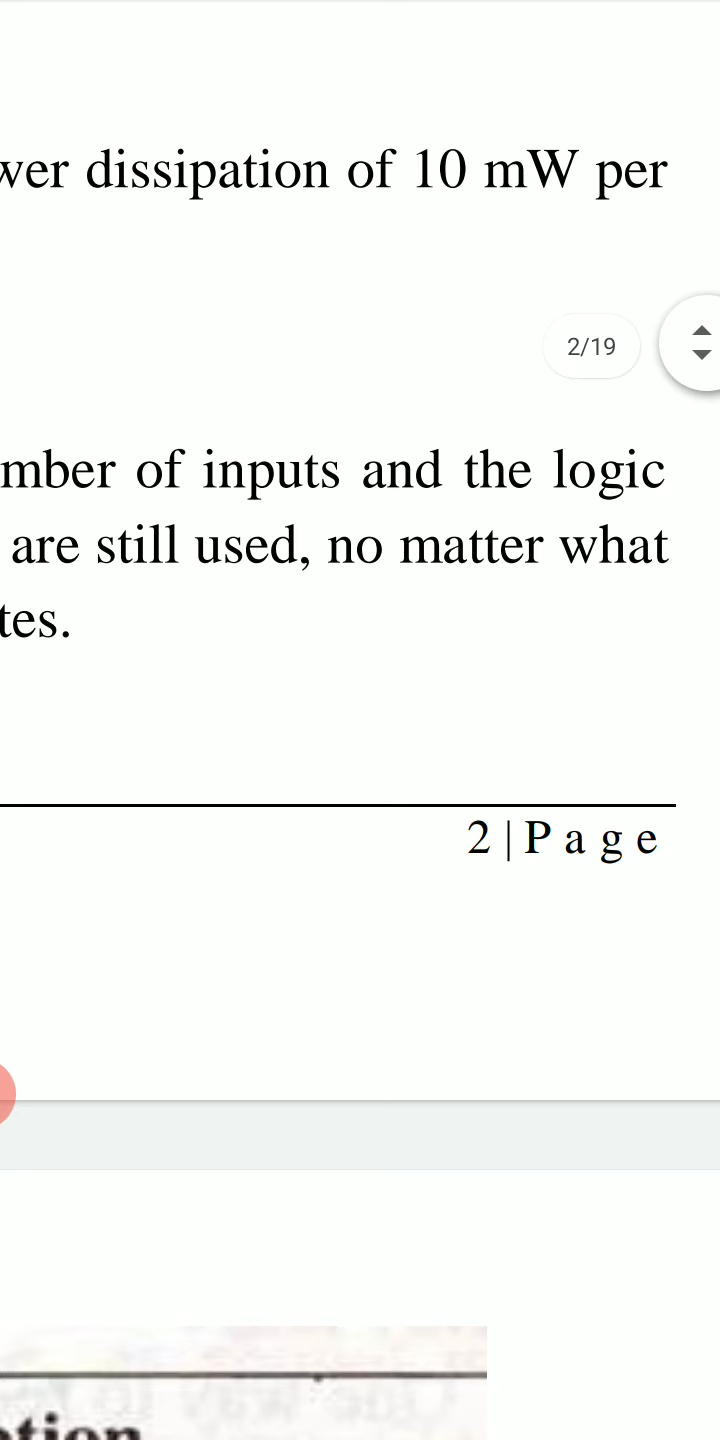 wer dissipation of 10 mW per
2/19
mber of inputs and the logic
are still used, no matter what
tes.
2 | P a g e
ation